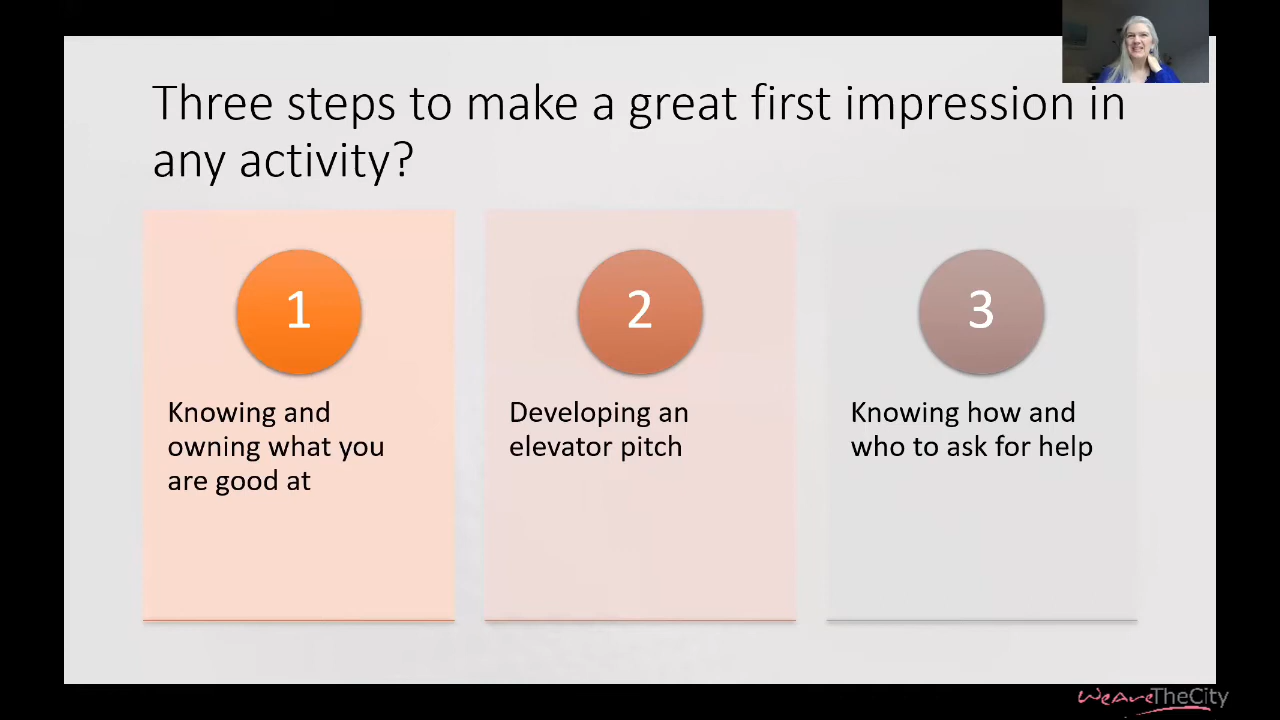 Three steps to make a great first impression in
any activity?
1
Knowing and
owning what you
are good at
2
Developing an
elevator pitch
3
Knowing how and
who to ask for help
WeAreTheCity